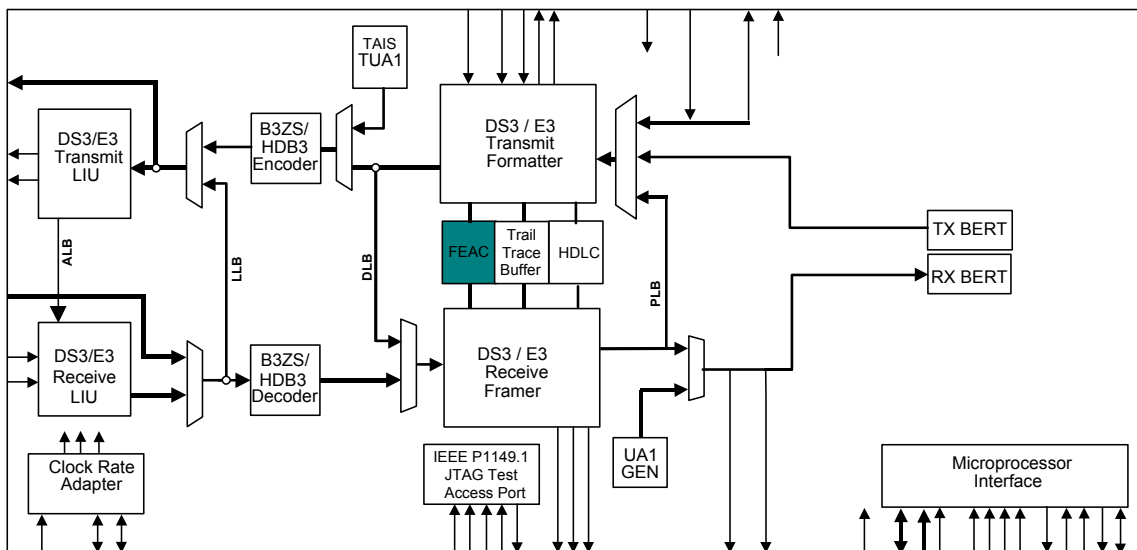 TAIS
TUA1
DS3/E3
Transmit
LIU
B3ZS/
HDB3
Encoder
DS3 / E3
Transmit
Formatter
FEAC
Trail
Trace
Buffer
HDLC
TX BERT
RX BERT
ALB
LLB
DLB
PLB
DS3/E3
Receive
LIU
B3ZS/
HDB3
Decoder
DS3 / E3
Receive
Framer
UA1
GEN
Clock Rate
Adapter
IEEE P1149.1
JTAG Test
Access Port
Microprocessor
Interface